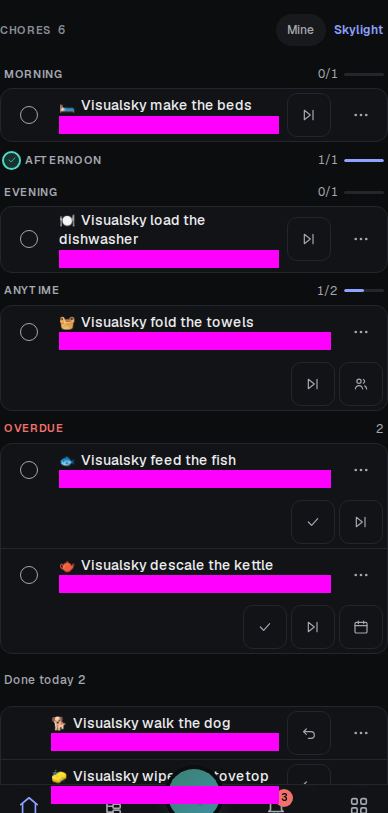 CHORES 6
Mine
Skylight
MORNING 0/1
Visualsky make the beds
AFTERNOON 1/1
EVENING 0/1
Visualsky load the
dishwasher
ANYTIME 1/2
Visualsky fold the towels
OVERDUE 2
Visualsky feed the fish
Visualsky descale the kettle
Done today 2
Visualsky walk the dog
Visualsky
3